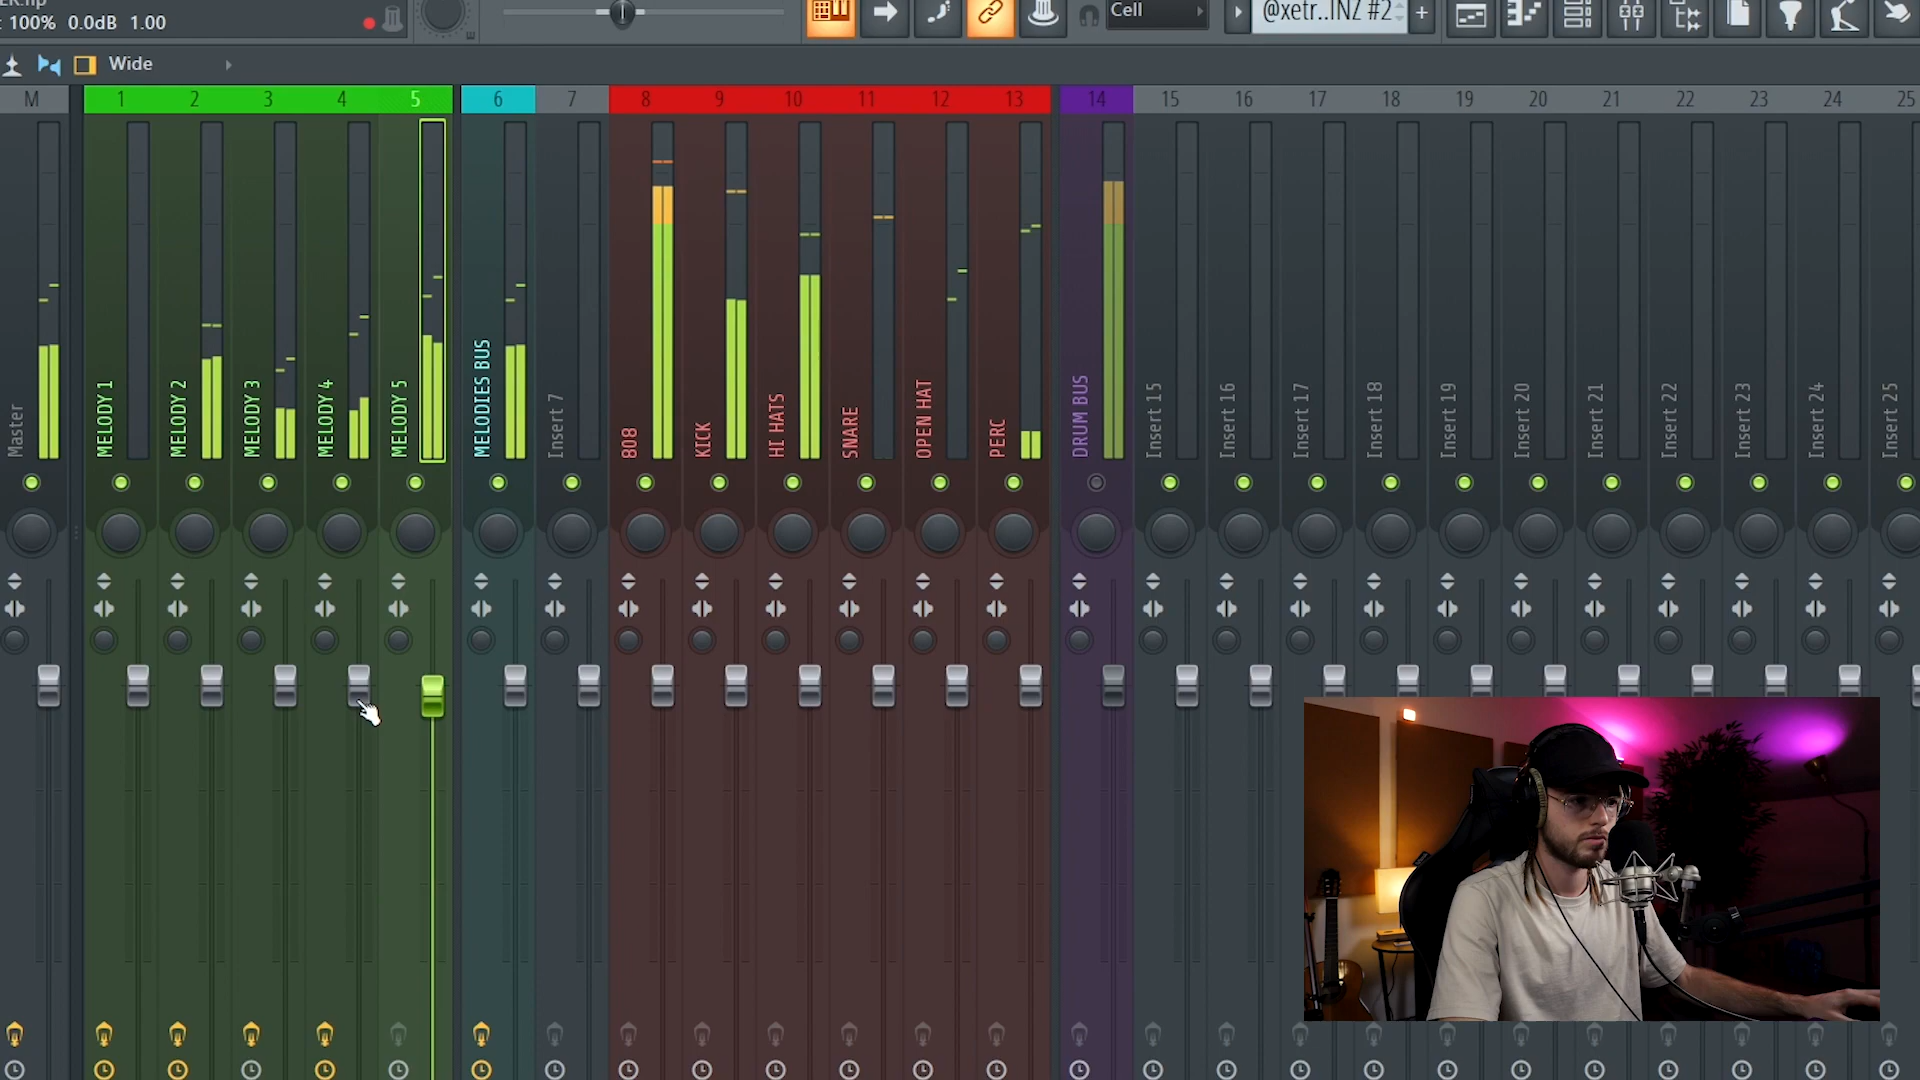 100% 0.0dB 1.00
Cell
@xetr..INZ #2
Wide
M 1 2 3 4 5 6 7 8 9 10 11 12 13 14 15 16 17 18 19 20 21 22 23 24 25
Master
MELODY 1
MELODY 2
MELODY 3
MELODY 4
MELODY 5
MELODIES BUS
Insert 7
808
KICK
HI HATS
SNARE
OPEN HAT
PERC
DRUM BUS
Insert 15
Insert 16
Insert 17
Insert 18
Insert 19
Insert 20
Insert 21
Insert 22
Insert 23
Insert 24
Insert 25